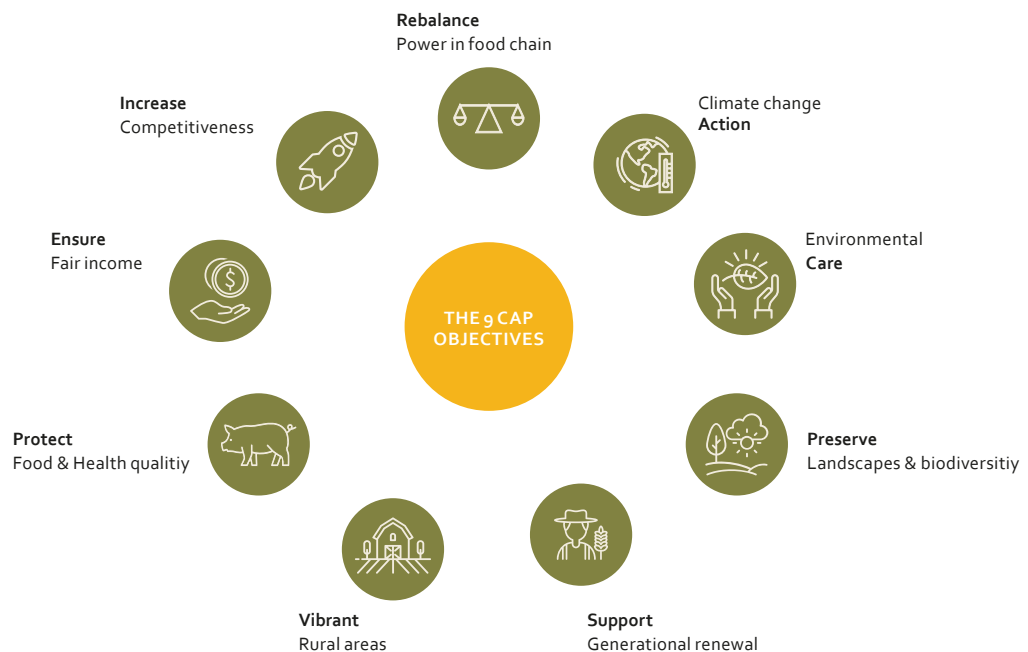 Rebalance
Power in food chain
Increase
Competitiveness
Climate change
Action
Ensure
Fair income
Environmental
Care
$
THE 9 CAP
OBJECTIVES
Protect
Food & Health qualitiy
Preserve
Landscapes & biodiversitiy
Vibrant
Rural areas
Support
Generational renewal